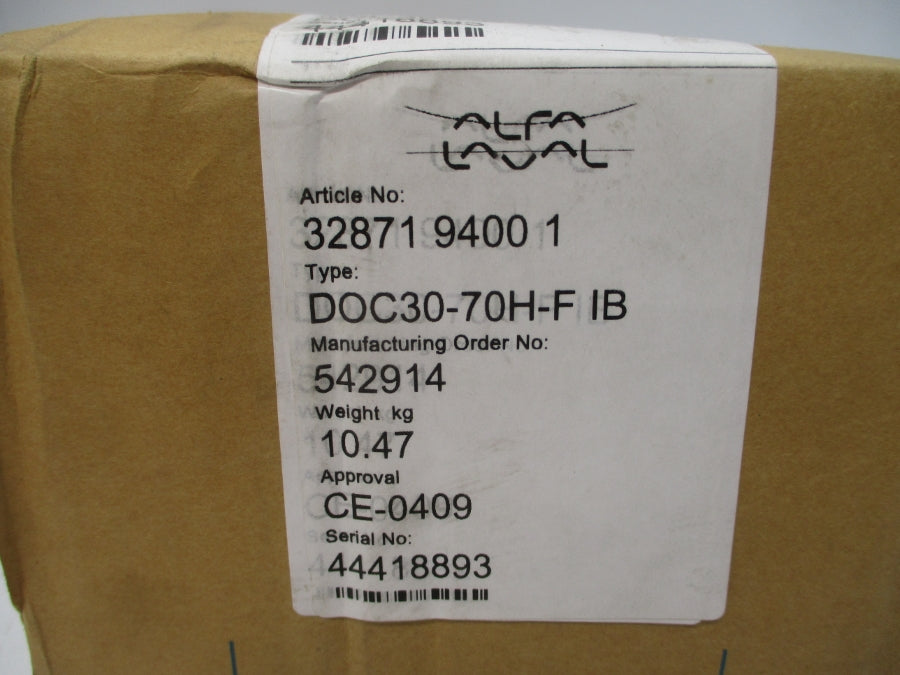 ALFA
LAVAL
Article No:
32871 9400 1
Type:
DOC30-70H-F IB
Manufacturing Order No:
542914
Weight kg
10.47
Approval
CE-0409
Serial No:
44418893